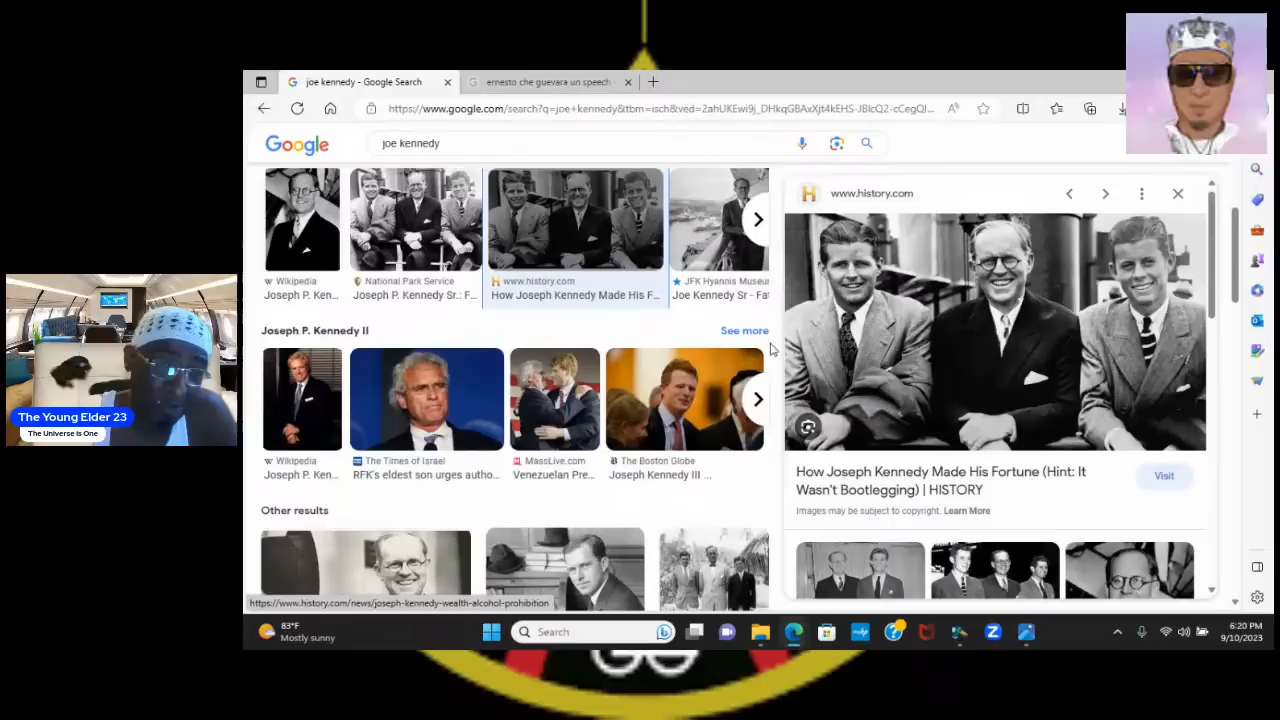 joe kennedy - Google Search
ernesto che guevara un speech
https://www.google.com/search?q=joe+kennedy&tbm=isch&ved=2ahUKEwi9j_DHkqGBAxXjt4kEHS-JBIcQ2-cCegQI...
Google
joe kennedy
www.history.com
Wikipedia
Joseph P. Ken...
National Park Service
Joseph P. Kennedy Sr.: F...
www.history.com
How Joseph Kennedy Made His F...
JFK Hyannis Museum
Joe Kennedy Sr - Fat
Joseph P. Kennedy II
See more
Wikipedia
Joseph P. Ken...
The Times of Israel
RFK's eldest son urges autho...
MassLive.com
Venezuelan Pre...
The Boston Globe
Joseph Kennedy III ...
How Joseph Kennedy Made His Fortune (Hint: It
Wasn't Bootlegging) | HISTORY
Visit
Images may be subject to copyright. Learn More
Other results
https://www.history.com/news/joseph-kennedy-wealth-alcohol-prohibition
The Young Elder 23
The Universe is One
83°F
Mostly sunny
Search
6:20 PM
9/10/2023